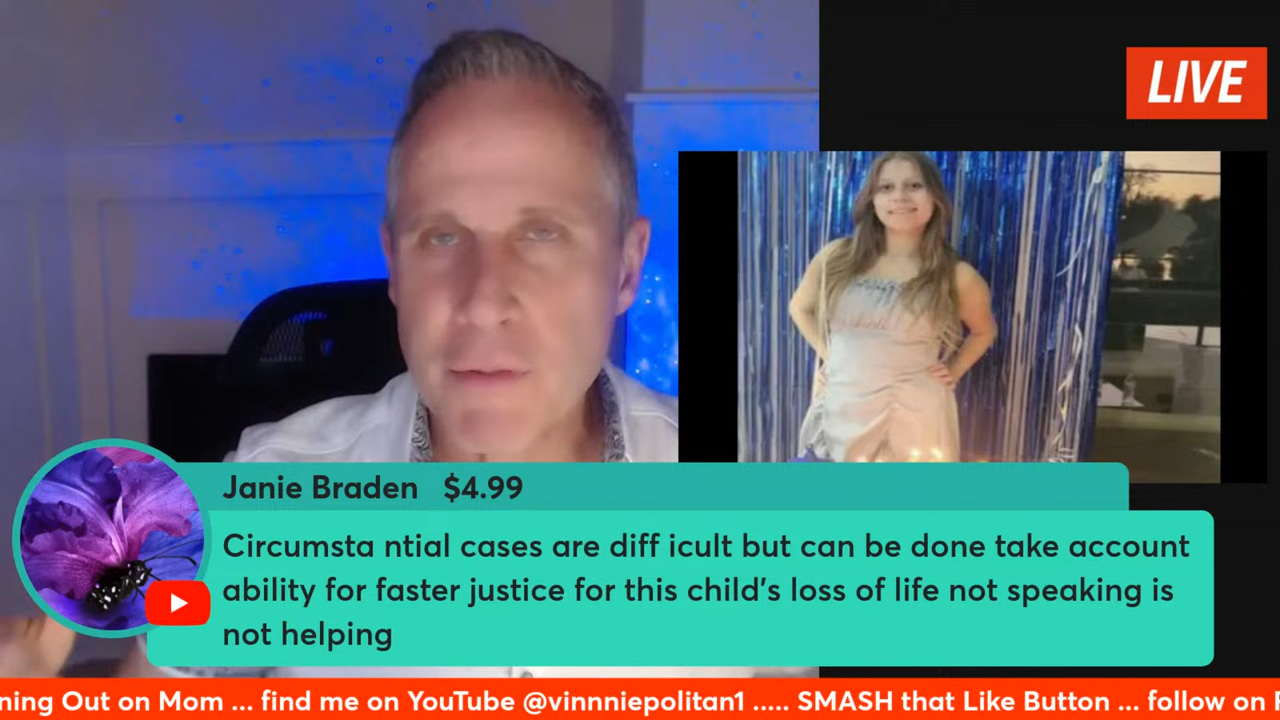 LIVE
Janie Braden $4.99
Circumsta ntial cases are diff icult but can be done take account
ability for faster justice for this child's loss of life not speaking is
not helping
ning Out on Mom ... find me on YouTube @vinnniepolitan1 ..... SMASH that Like Button ... follow on